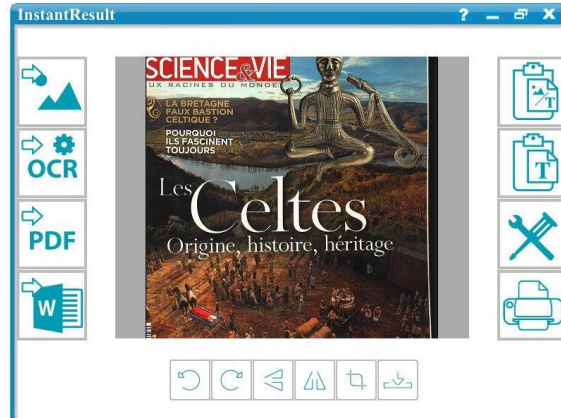 InstantResult
?
OCR
PDF
W
T
T
SCIENCE & VIE
UX RACINES DU MONDE
LA BRETAGNE
FAUX BASTION
CELTIQUE ?
POURQUOI
ILS FASCINENT
TOUJOURS
Les
Celtes
Origine, histoire, héritage